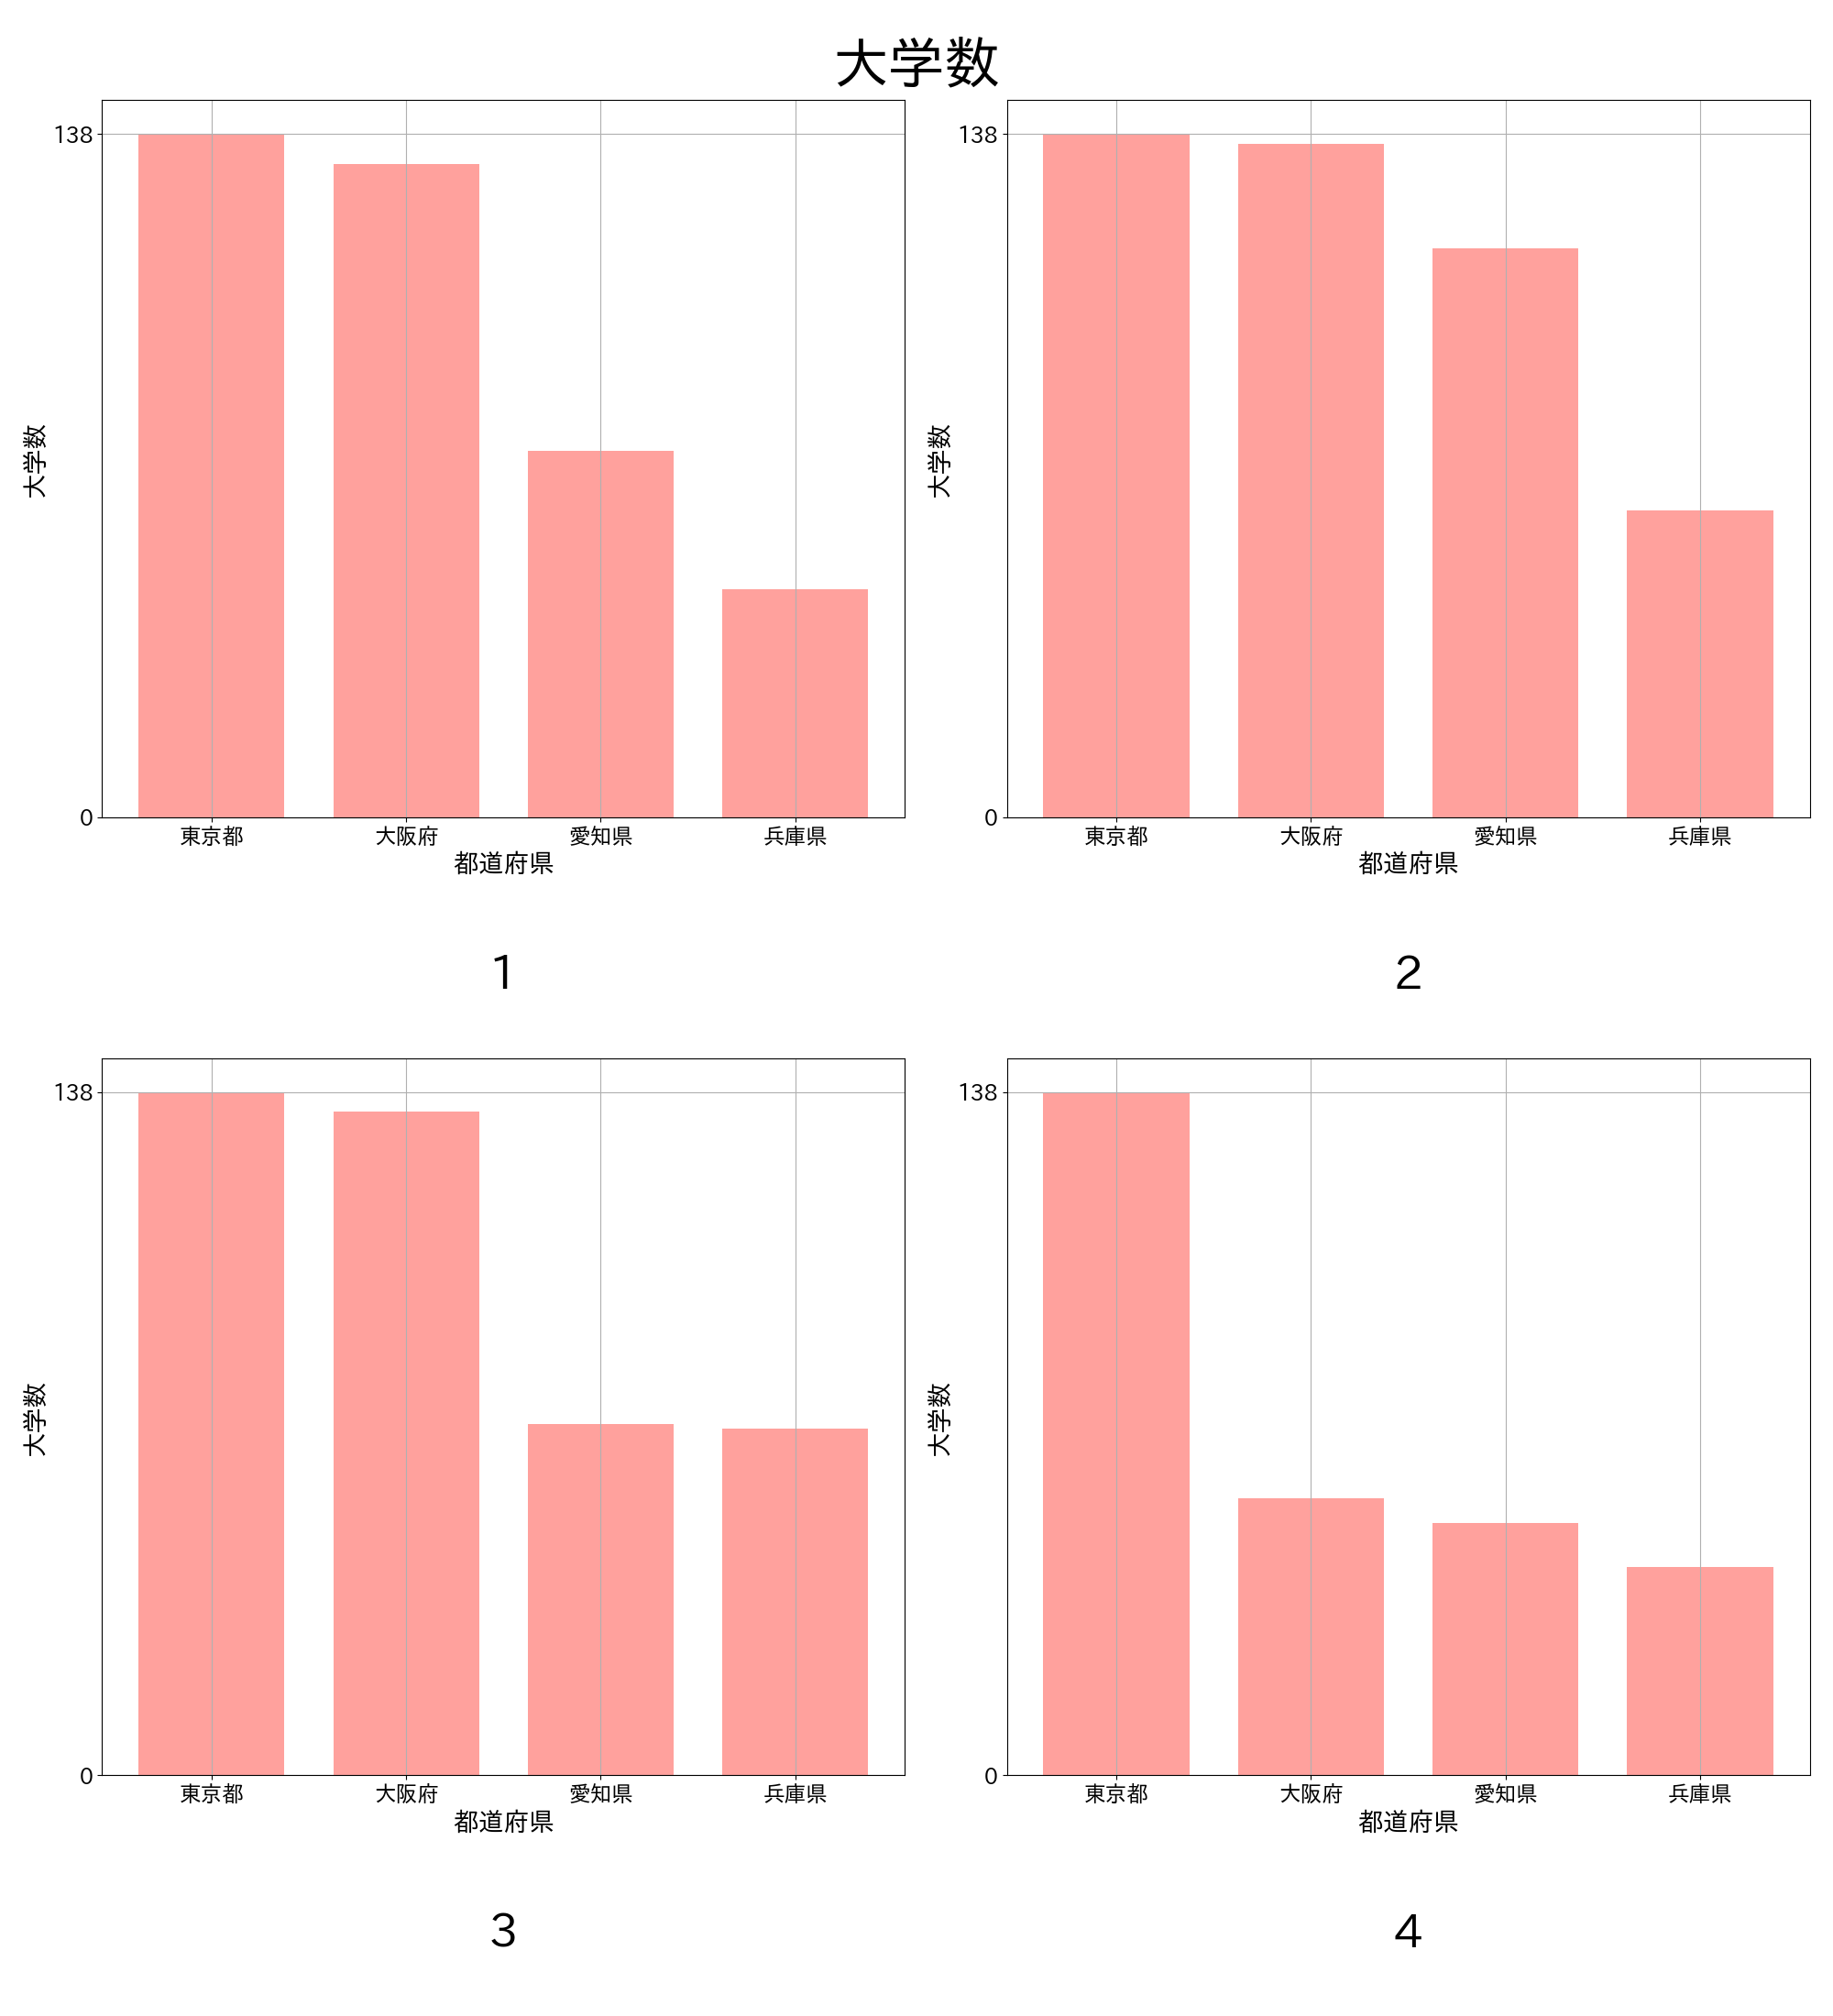 大学数
138
0
大学数
東京都 大阪府 愛知県 兵庫県
都道府県
1
138
0
大学数
東京都 大阪府 愛知県 兵庫県
都道府県
2
138
0
大学数
東京都 大阪府 愛知県 兵庫県
都道府県
3
138
0
大学数
東京都 大阪府 愛知県 兵庫県
都道府県
4